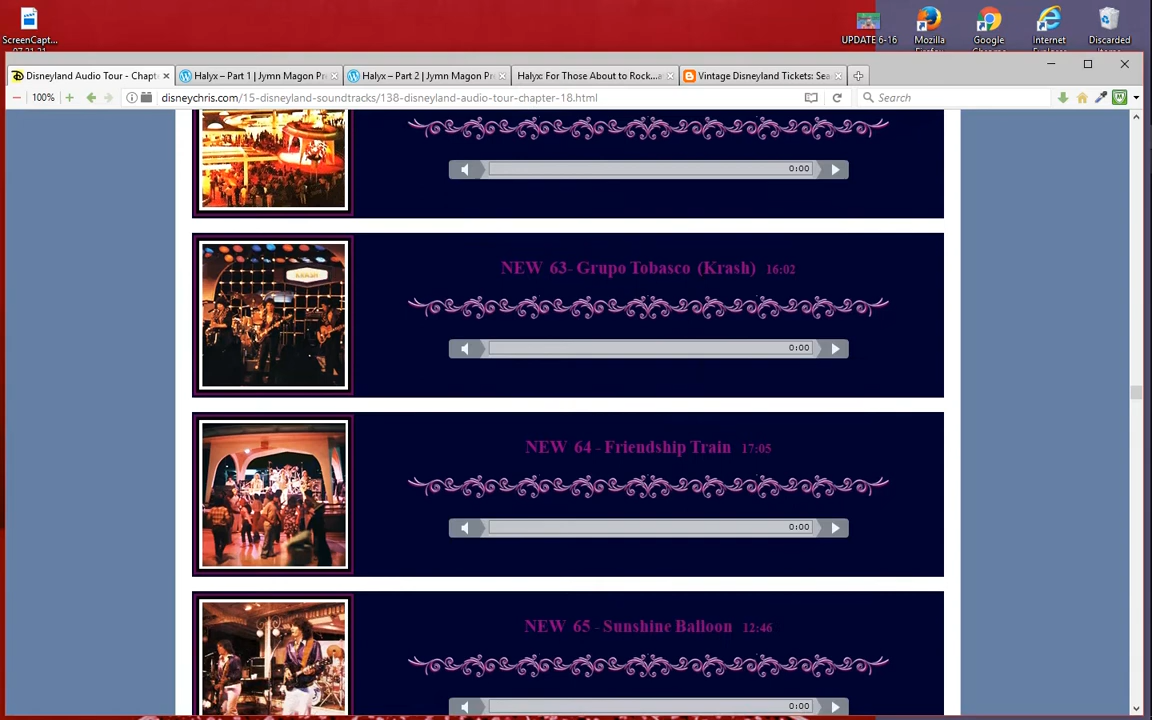 ScreenCapt...
UPDATE 6-16
Mozilla
Google
Internet
Discarded
Disneyland Audio Tour - Chapt
Halyx – Part 1 | Jymn Magon Pr
Halyx – Part 2 | Jymn Magon Pr
Halyx: For Those About to Rock...
Vintage Disneyland Tickets: Sea
100%
disneychris.com/15-disneyland-soundtracks/138-disneyland-audio-tour-chapter-18.html
Search
0:00
NEW 63- Grupo Tobasco (Krash) 16:02
0:00
NEW 64 - Friendship Train 17:05
0:00
NEW 65 - Sunshine Balloon 12:46
0:00